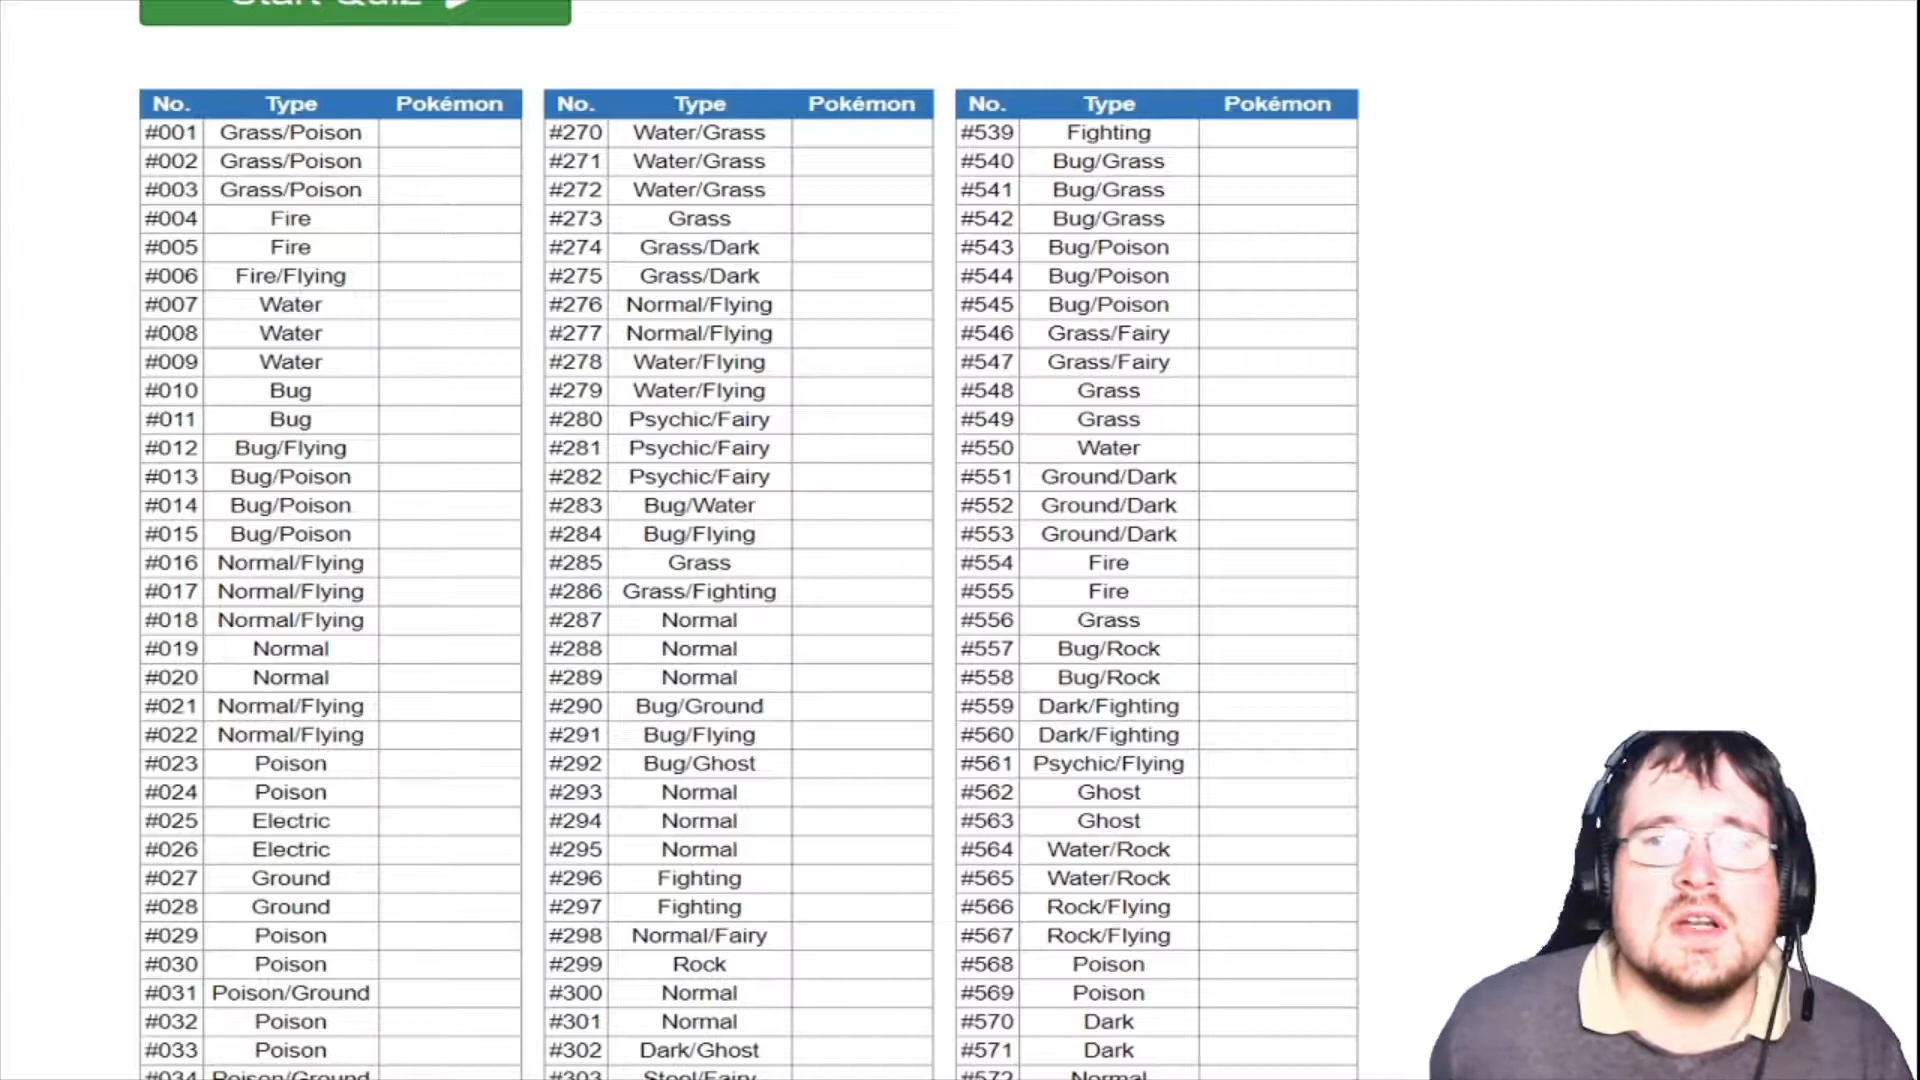 Start Quiz
No. Type Pokémon No. Type Pokémon No. Type Pokémon
#001 Grass/Poison #270 Water/Grass #539 Fighting
#002 Grass/Poison #271 Water/Grass #540 Bug/Grass
#003 Grass/Poison #272 Water/Grass #541 Bug/Grass
#004 Fire #273 Grass #542 Bug/Grass
#005 Fire #274 Grass/Dark #543 Bug/Poison
#006 Fire/Flying #275 Grass/Dark #544 Bug/Poison
#007 Water #276 Normal/Flying #545 Bug/Poison
#008 Water #277 Normal/Flying #546 Grass/Fairy
#009 Water #278 Water/Flying #547 Grass/Fairy
#010 Bug #279 Water/Flying #548 Grass
#011 Bug #280 Psychic/Fairy #549 Grass
#012 Bug/Flying #281 Psychic/Fairy #550 Water
#013 Bug/Poison #282 Psychic/Fairy #551 Ground/Dark
#014 Bug/Poison #283 Bug/Water #552 Ground/Dark
#015 Bug/Poison #284 Bug/Flying #553 Ground/Dark
#016 Normal/Flying #285 Grass #554 Fire
#017 Normal/Flying #286 Grass/Fighting #555 Fire
#018 Normal/Flying #287 Normal #556 Grass
#019 Normal #288 Normal #557 Bug/Rock
#020 Normal #289 Normal #558 Bug/Rock
#021 Normal/Flying #290 Bug/Ground #559 Dark/Fighting
#022 Normal/Flying #291 Bug/Flying #560 Dark/Fighting
#023 Poison #292 Bug/Ghost #561 Psychic/Flying
#024 Poison #293 Normal #562 Ghost
#025 Electric #294 Normal #563 Ghost
#026 Electric #295 Normal #564 Water/Rock
#027 Ground #296 Fighting #565 Water/Rock
#028 Ground #297 Fighting #566 Rock/Flying
#029 Poison #298 Normal/Fairy #567 Rock/Flying
#030 Poison #299 Rock #568 Poison
#031 Poison/Ground #300 Normal #569 Poison
#032 Poison #301 Normal #570 Dark
#033 Poison #302 Dark/Ghost #571 Dark
#034 Poison/Ground #303 Steel/Fairy #572 Normal